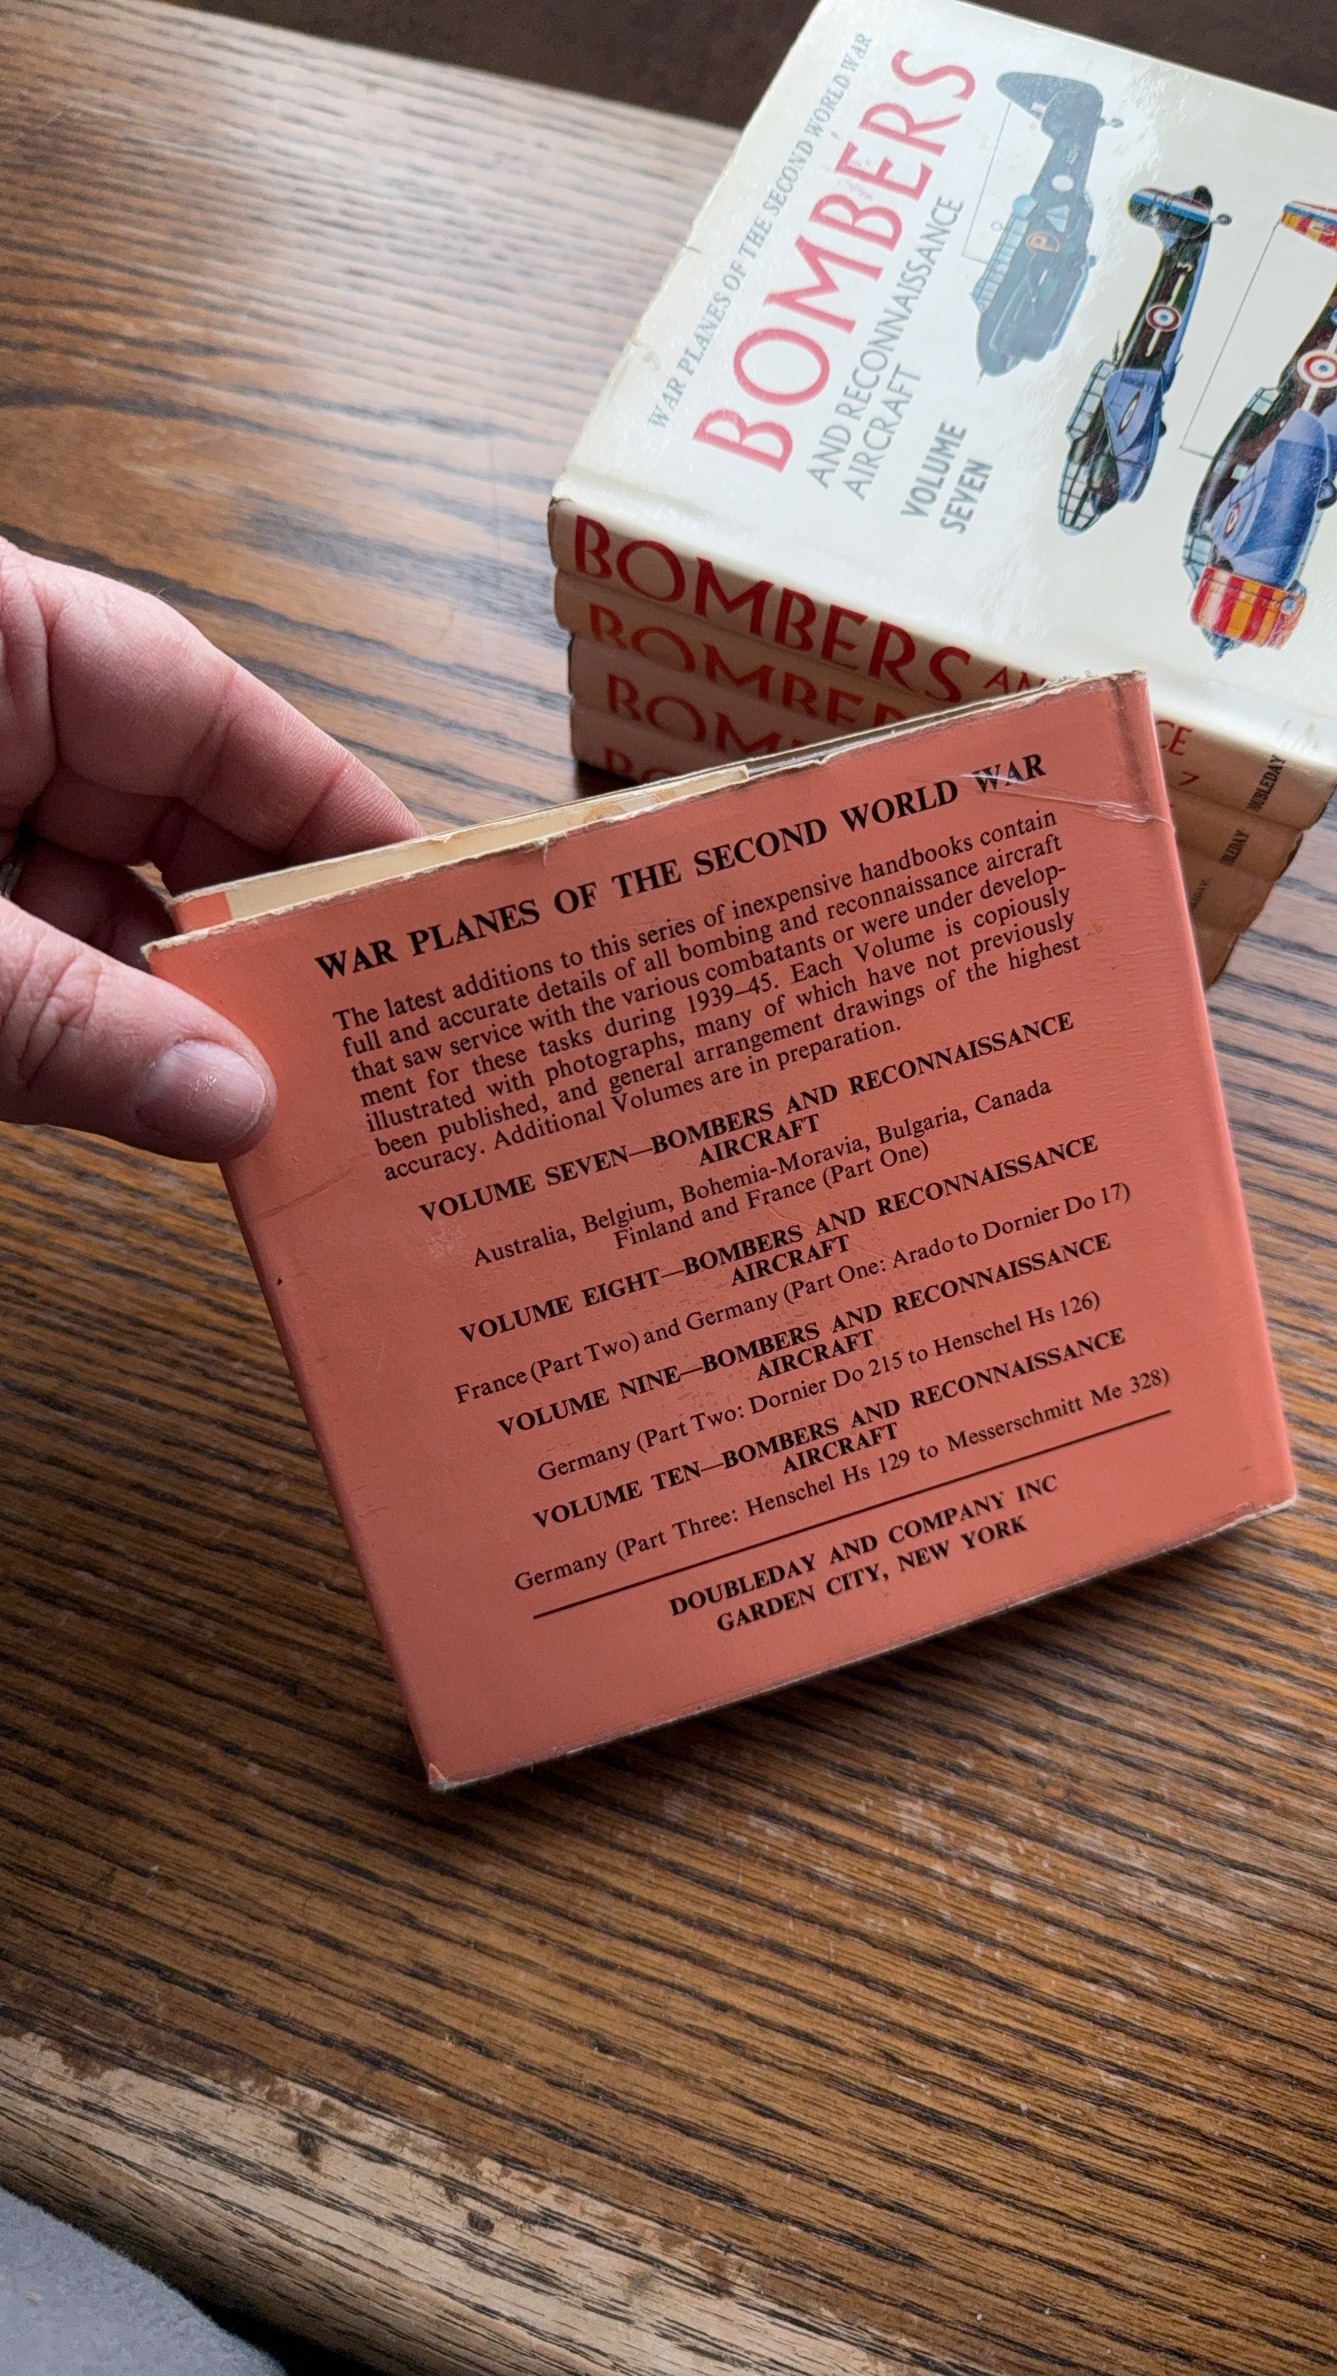 WAR PLANES OF THE SECOND WORLD WAR
BOMBERS
AND RECONNAISSANCE
AIRCRAFT
VOLUME
SEVEN
BOMBERS AN
CE
7
DOUBLEDAY
BOMBER
BOM
WAR PLANES OF THE SECOND WORLD WAR
The latest additions to this series of inexpensive handbooks contain
full and accurate details of all bombing and reconnaissance aircraft
that saw service with the various combatants or were under develop-
ment for these tasks during 1939–45. Each Volume is copiously
illustrated with photographs, many of which have not previously
been published, and general arrangement drawings of the highest
accuracy. Additional Volumes are in preparation.
VOLUME SEVEN—BOMBERS AND RECONNAISSANCE
AIRCRAFT
Australia, Belgium, Bohemia-Moravia, Bulgaria, Canada
Finland and France (Part One)
VOLUME EIGHT—BOMBERS AND RECONNAISSANCE
AIRCRAFT
France (Part Two) and Germany (Part One: Arado to Dornier Do 17)
VOLUME NINE—BOMBERS AND RECONNAISSANCE
AIRCRAFT
Germany (Part Two: Dornier Do 215 to Henschel Hs 126)
VOLUME TEN—BOMBERS AND RECONNAISSANCE
AIRCRAFT
Germany (Part Three: Henschel Hs 129 to Messerschmitt Me 328)
DOUBLEDAY AND COMPANY INC
GARDEN CITY, NEW YORK